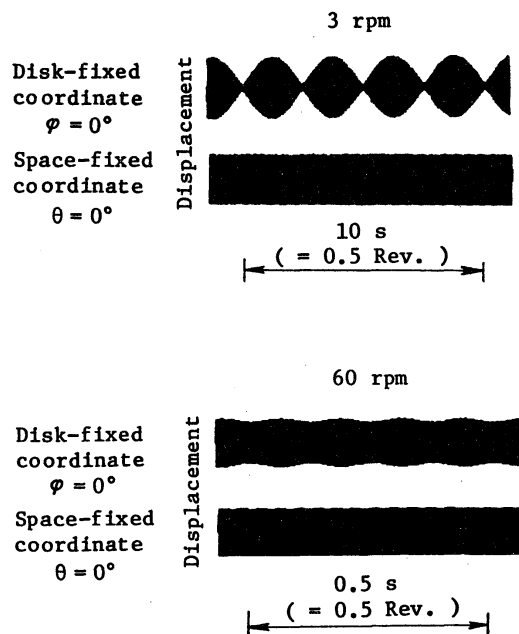 3 rpm
Disk-fixed
coordinate
φ = 0°
Displacement
Space-fixed
coordinate
θ = 0°
10 s
( = 0.5 Rev. )
60 rpm
Disk-fixed
coordinate
φ = 0°
Displacement
Space-fixed
coordinate
θ = 0°
0.5 s
( = 0.5 Rev. )